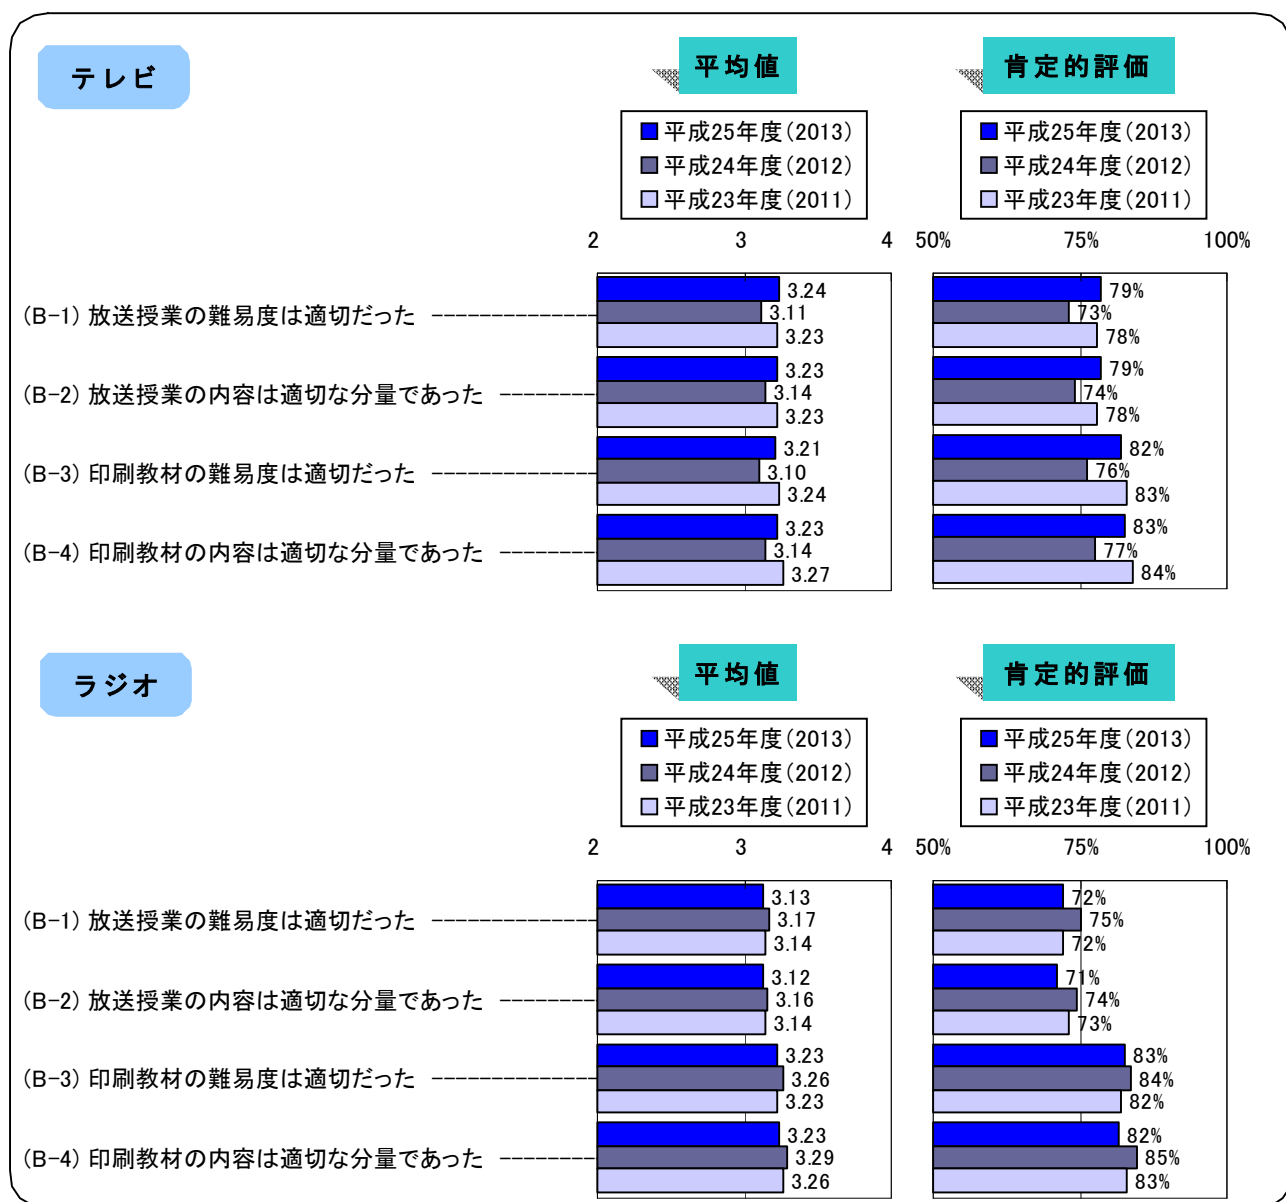 テレビ
平均値 肯定的評価
平成25年度(2013) 平成25年度(2013)
平成24年度(2012) 平成24年度(2012)
平成23年度(2011) 平成23年度(2011)
2 3 4 50% 75% 100%
3.24 79%
(B-1) 放送授業の難易度は適切だった 3.11 73%
3.23 78%
3.23 79%
(B-2) 放送授業の内容は適切な分量であった 3.14 74%
3.23 78%
3.21 82%
(B-3) 印刷教材の難易度は適切だった 3.10 76%
3.24 83%
3.23 83%
(B-4) 印刷教材の内容は適切な分量であった 3.14 77%
3.27 84%
ラジオ
平均値 肯定的評価
平成25年度(2013) 平成25年度(2013)
平成24年度(2012) 平成24年度(2012)
平成23年度(2011) 平成23年度(2011)
2 3 4 50% 75% 100%
3.13 72%
(B-1) 放送授業の難易度は適切だった 3.17 75%
3.14 72%
3.12 71%
(B-2) 放送授業の内容は適切な分量であった 3.16 74%
3.14 73%
3.23 83%
(B-3) 印刷教材の難易度は適切だった 3.26 84%
3.23 82%
3.23 82%
(B-4) 印刷教材の内容は適切な分量であった 3.29 85%
3.26 83%